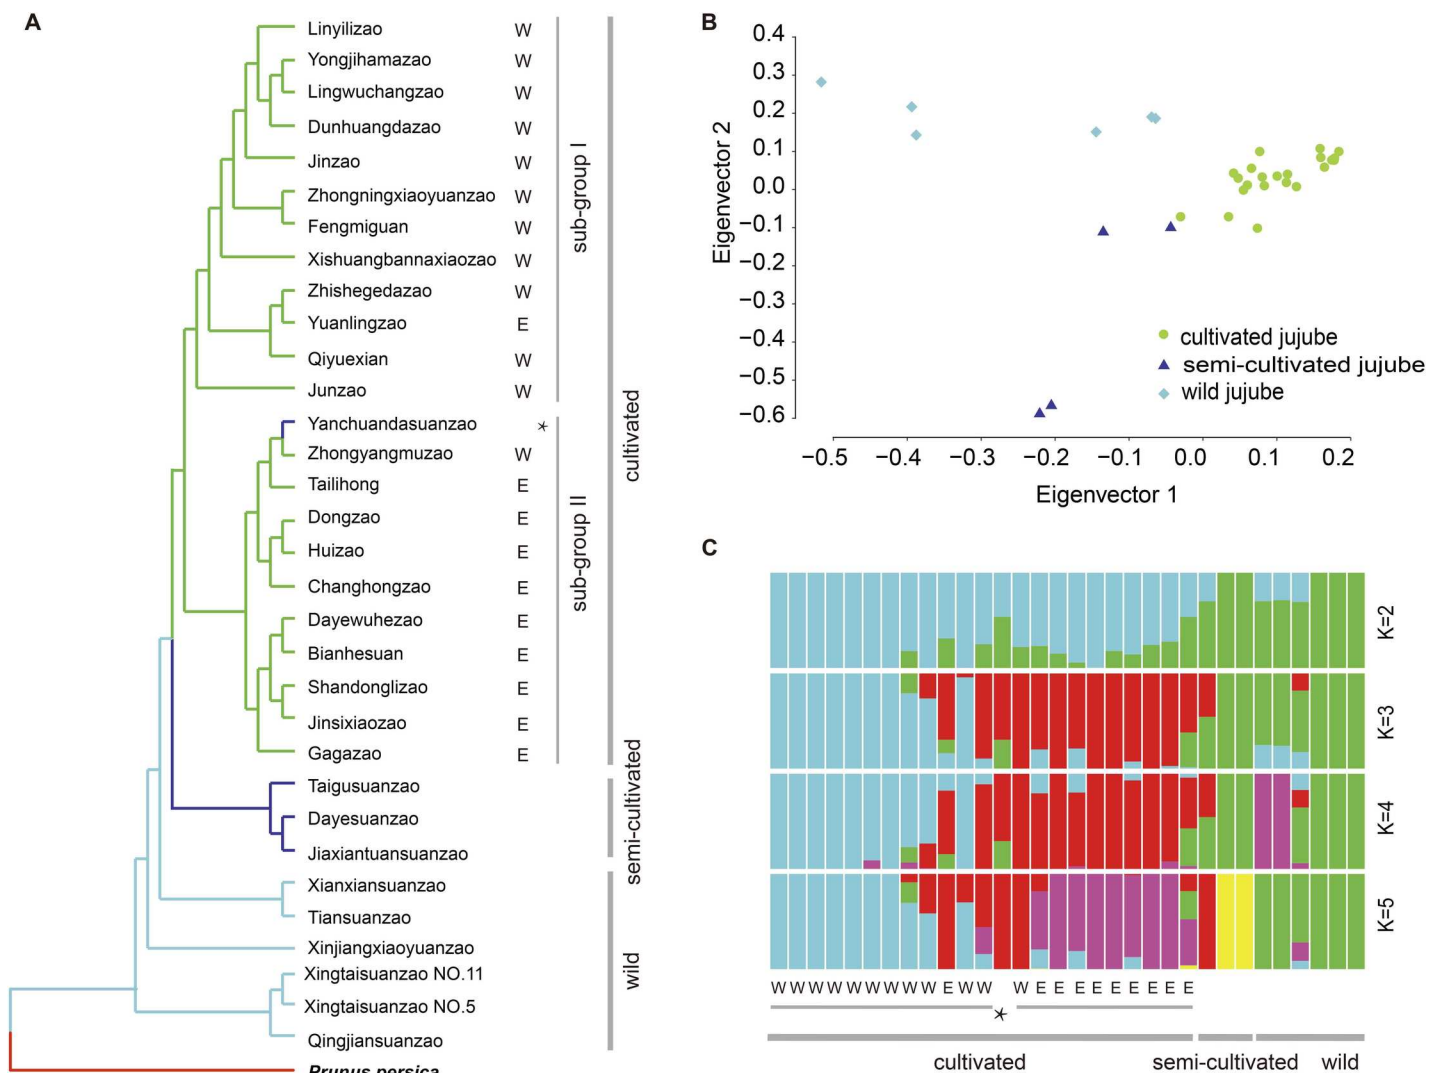 A
Linyilizao W
Yongjihamazao W
Lingwuchangzao W
Dunhuangdazao W
Jinzao W
Zhongningxiaoyuanzao W
Fengmiguan W
Xishuangbannaxiaozao W
Zhishegedazao W
Yuanlingzao E
Qiyuexian W
Junzao W
Yanchuandasuanzao *
Zhongyangmuzao W
Tailihong E
Dongzao E
Huizao E
Changhongzao E
Dayewuhezao E
Bianhesuan E
Shandonglizao E
Jinsixiaozao E
Gagazao E
Taigusuanzao
Dayesuanzao
Jiaxiantuansuanzao
Xianxiansuanzao
Tiansuanzao
Xinjiangxiaoyuanzao
Xingtaisuanzao NO.11
Xingtaisuanzao NO.5
Qingjiansuanzao
Prunus persica
sub-group I
sub-group II
cultivated
semi-cultivated
wild
B
0.4
0.3
0.2
0.1
0.0
−0.1
−0.2
−0.3
−0.4
−0.5
−0.6
Eigenvector 2
cultivated jujube
semi-cultivated jujube
wild jujube
−0.5 −0.4 −0.3 −0.2 −0.1 0.0 0.1 0.2
Eigenvector 1
C
K=2
K=3
K=4
K=5
W W W W W W W W W E W W * W E E E E E E E E E
cultivated semi-cultivated wild